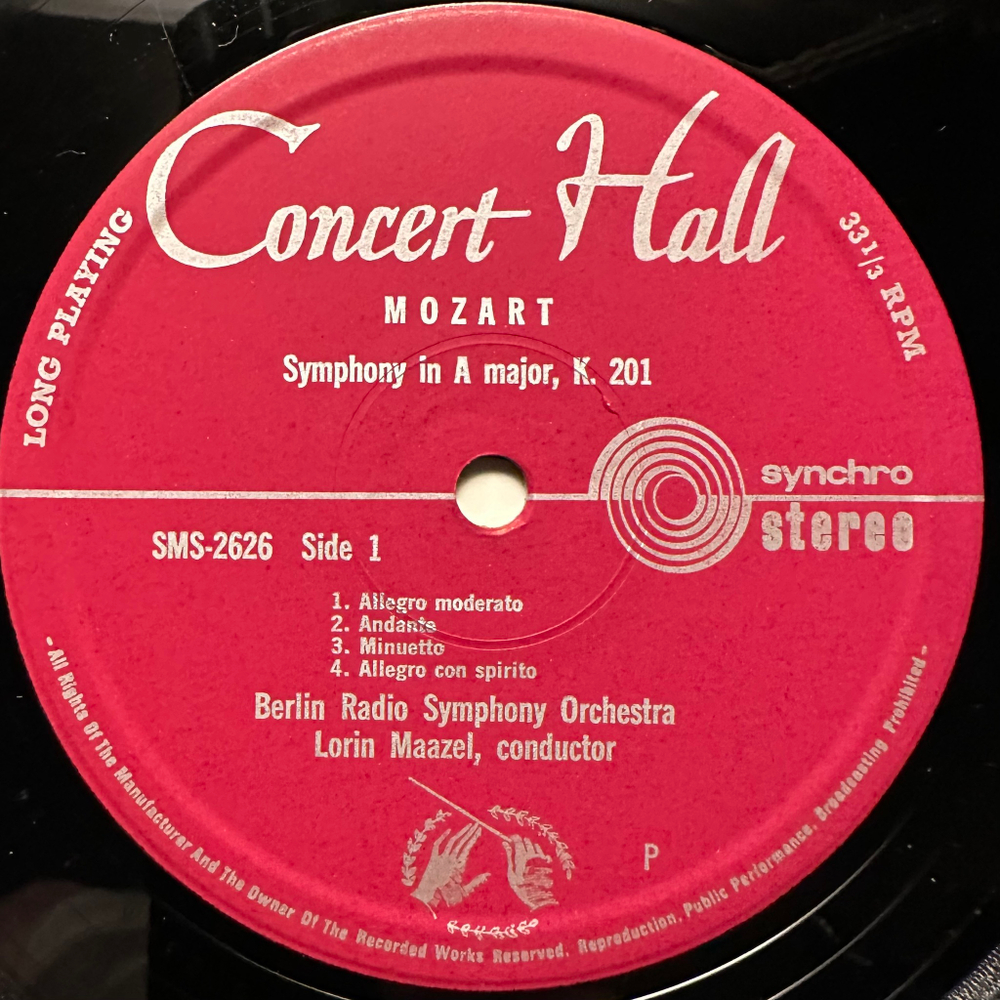 Concert Hall
LONG PLAYING
33 1/3 RPM
MOZART
Symphony in A major, K. 201
synchro
stereo
SMS-2626 Side 1
1. Allegro moderato
2. Andante
3. Minuetto
4. Allegro con spirito
Berlin Radio Symphony Orchestra
Lorin Maazel, conductor
P
- All Rights Of The Manufacturer And The Owner Of The Recorded Works Reserved. Reproduction. Public Performance. Broadcasting Prohibited -